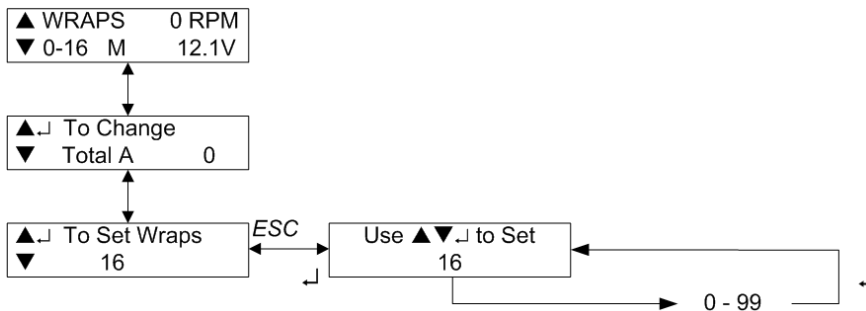 ▲ WRAPS 0 RPM
▼ 0-16 M 12.1V
▲↵ To Change
▼ Total A 0
▲↵ To Set Wraps
▼ 16
ESC
↵
Use ▲▼↵ to Set
16
0 - 99
↵